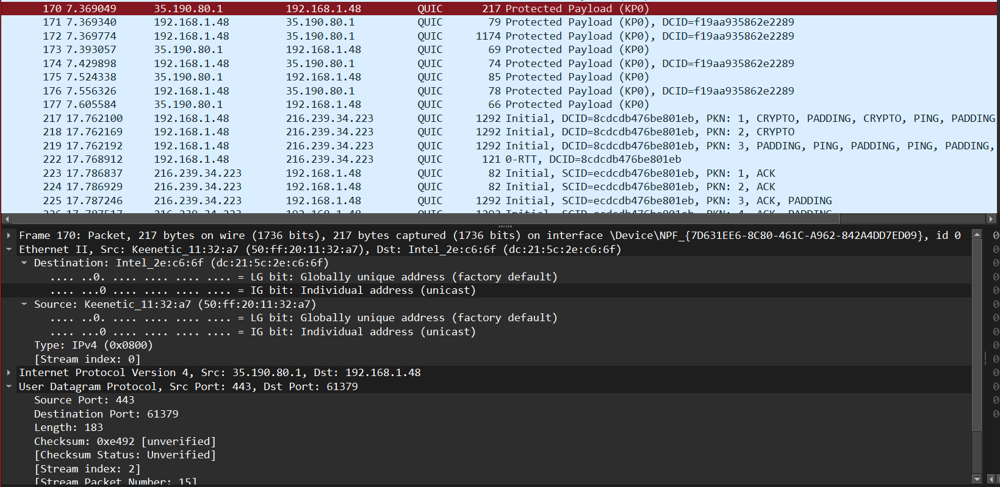 170 7.369049 35.190.80.1 192.168.1.48 QUIC 217 Protected Payload (KP0)
171 7.369340 192.168.1.48 35.190.80.1 QUIC 79 Protected Payload (KP0), DCID=f19aa935862e2289
172 7.369774 192.168.1.48 35.190.80.1 QUIC 1174 Protected Payload (KP0), DCID=f19aa935862e2289
173 7.393057 35.190.80.1 192.168.1.48 QUIC 69 Protected Payload (KP0)
174 7.429898 192.168.1.48 35.190.80.1 QUIC 74 Protected Payload (KP0), DCID=f19aa935862e2289
175 7.524338 35.190.80.1 192.168.1.48 QUIC 85 Protected Payload (KP0)
176 7.556326 192.168.1.48 35.190.80.1 QUIC 78 Protected Payload (KP0), DCID=f19aa935862e2289
177 7.605584 35.190.80.1 192.168.1.48 QUIC 66 Protected Payload (KP0)
217 17.762100 192.168.1.48 216.239.34.223 QUIC 1292 Initial, DCID=8cdcdb476be801eb, PKN: 1, CRYPTO, PADDING, CRYPTO, PING, PADDING
218 17.762169 192.168.1.48 216.239.34.223 QUIC 1292 Initial, DCID=8cdcdb476be801eb, PKN: 2, CRYPTO
219 17.762192 192.168.1.48 216.239.34.223 QUIC 1292 Initial, DCID=8cdcdb476be801eb, PKN: 3, PADDING, PING, PADDING, PING, PADDING,
222 17.768912 192.168.1.48 216.239.34.223 QUIC 121 0-RTT, DCID=8cdcdb476be801eb
223 17.786837 216.239.34.223 192.168.1.48 QUIC 82 Initial, SCID=ecdcdb476be801eb, PKN: 1, ACK
224 17.786929 216.239.34.223 192.168.1.48 QUIC 82 Initial, SCID=ecdcdb476be801eb, PKN: 2, ACK
225 17.787246 216.239.34.223 192.168.1.48 QUIC 1292 Initial, SCID=ecdcdb476be801eb, PKN: 3, ACK, PADDING
Frame 170: Packet, 217 bytes on wire (1736 bits), 217 bytes captured (1736 bits) on interface \Device\NPF_{7D631EE6-8C80-461C-A962-842A4DD7ED09}, id 0
Ethernet II, Src: Keenetic_11:32:a7 (50:ff:20:11:32:a7), Dst: Intel_2e:c6:6f (dc:21:5c:2e:c6:6f)
Destination: Intel_2e:c6:6f (dc:21:5c:2e:c6:6f)
.... ..0. .... .... .... .... = LG bit: Globally unique address (factory default)
.... ...0 .... .... .... .... = IG bit: Individual address (unicast)
Source: Keenetic_11:32:a7 (50:ff:20:11:32:a7)
.... ..0. .... .... .... .... = LG bit: Globally unique address (factory default)
.... ...0 .... .... .... .... = IG bit: Individual address (unicast)
Type: IPv4 (0x0800)
[Stream index: 0]
Internet Protocol Version 4, Src: 35.190.80.1, Dst: 192.168.1.48
User Datagram Protocol, Src Port: 443, Dst Port: 61379
Source Port: 443
Destination Port: 61379
Length: 183
Checksum: 0xe492 [unverified]
[Checksum Status: Unverified]
[Stream index: 2]
[Stream Packet Number: 15]